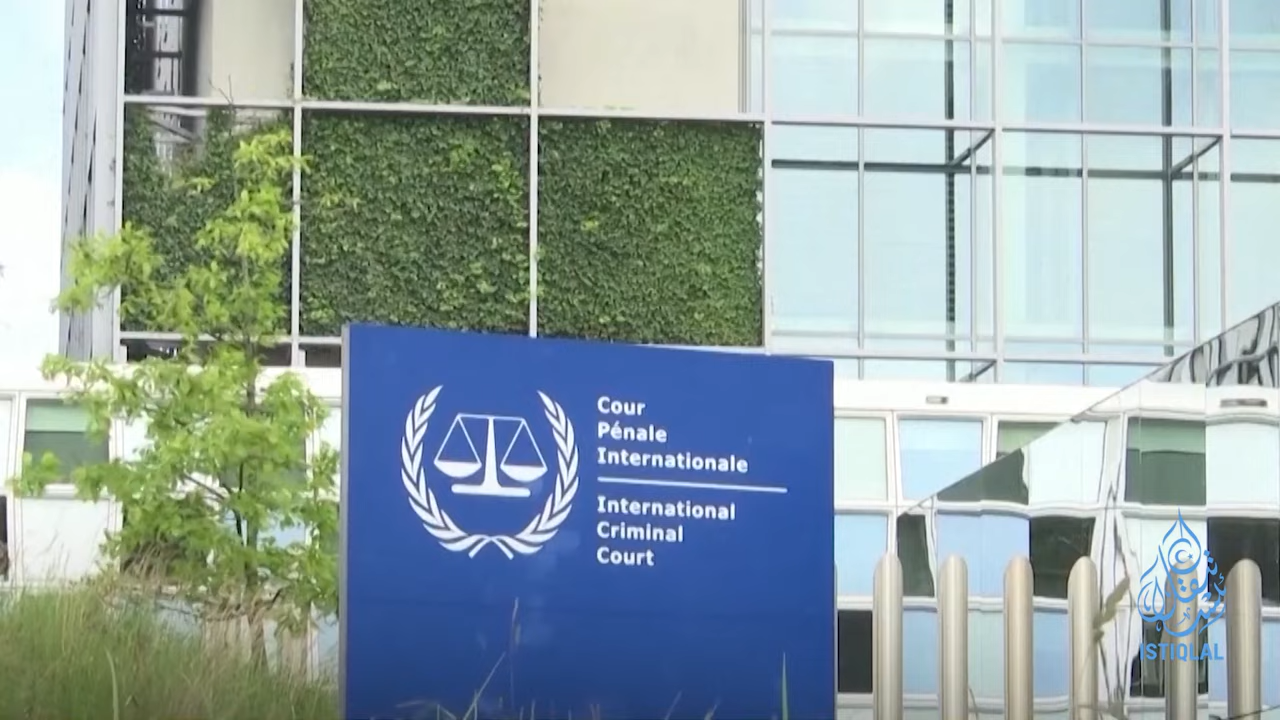 Cour
Pénale
Internationale
International
Criminal
Court
ISTIQLAL